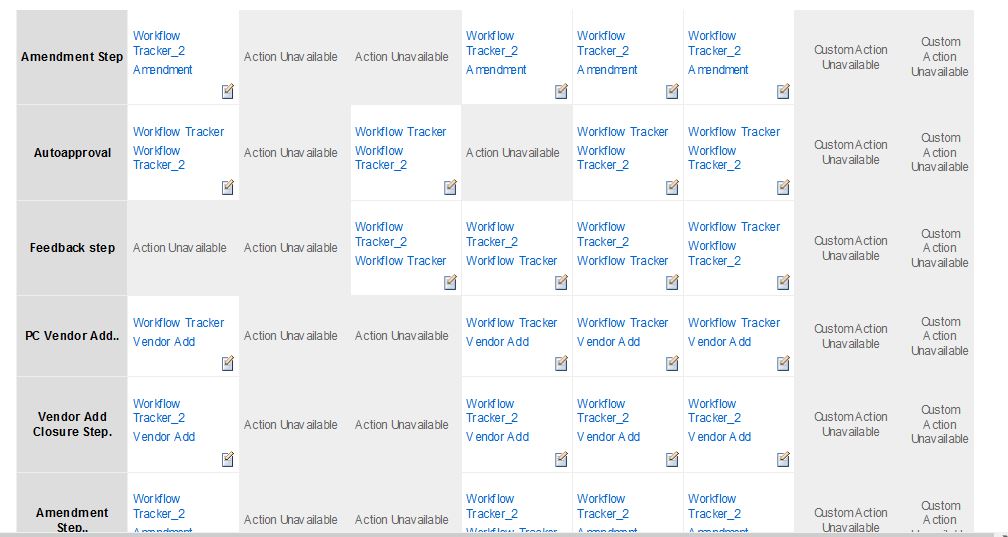 Amendment Step
Workflow
Tracker_2
Amendment
Action Unavailable
Action Unavailable
Workflow
Tracker_2
Amendment
Workflow
Tracker_2
Amendment
Workflow
Tracker_2
Amendment
Custom Action
Unavailable
Custom
Action
Unavailable
Autoapproval
Workflow Tracker
Workflow
Tracker_2
Action Unavailable
Workflow Tracker
Workflow
Tracker_2
Action Unavailable
Workflow Tracker
Workflow
Tracker_2
Workflow Tracker
Workflow
Tracker_2
Custom Action
Unavailable
Custom
Action
Unavailable
Feedback step
Action Unavailable
Action Unavailable
Workflow
Tracker_2
Workflow Tracker
Workflow
Tracker_2
Workflow Tracker
Workflow
Tracker_2
Workflow Tracker
Workflow Tracker
Workflow
Tracker_2
Custom Action
Unavailable
Custom
Action
Unavailable
PC Vendor Add..
Workflow Tracker
Vendor Add
Action Unavailable
Action Unavailable
Workflow Tracker
Vendor Add
Workflow Tracker
Vendor Add
Workflow Tracker
Vendor Add
Custom Action
Unavailable
Custom
Action
Unavailable
Vendor Add
Closure Step.
Workflow
Tracker_2
Vendor Add
Action Unavailable
Action Unavailable
Workflow
Tracker_2
Vendor Add
Workflow
Tracker_2
Vendor Add
Workflow
Tracker_2
Vendor Add
Custom Action
Unavailable
Custom
Action
Unavailable
Amendment
Step..
Workflow
Tracker_2
Amendment
Action Unavailable
Action Unavailable
Workflow
Tracker_2
Workflow Tracker
Workflow
Tracker_2
Amendment
Workflow
Tracker_2
Amendment
Custom Action
Unavailable
Custom
Action